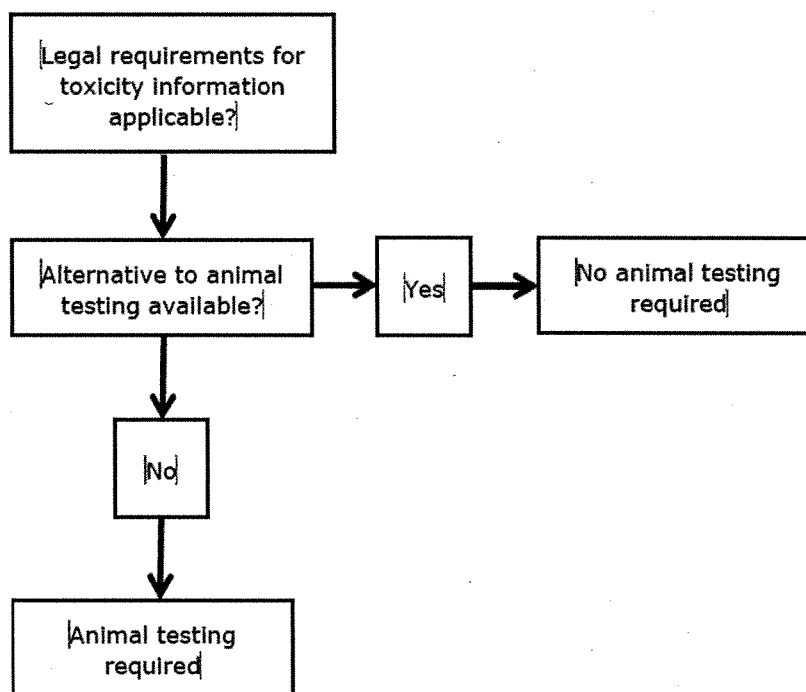 Legal requirements for
toxicity information
applicable?
Alternative to animal
testing available?
Yes
No animal testing
required
No
Animal testing
required